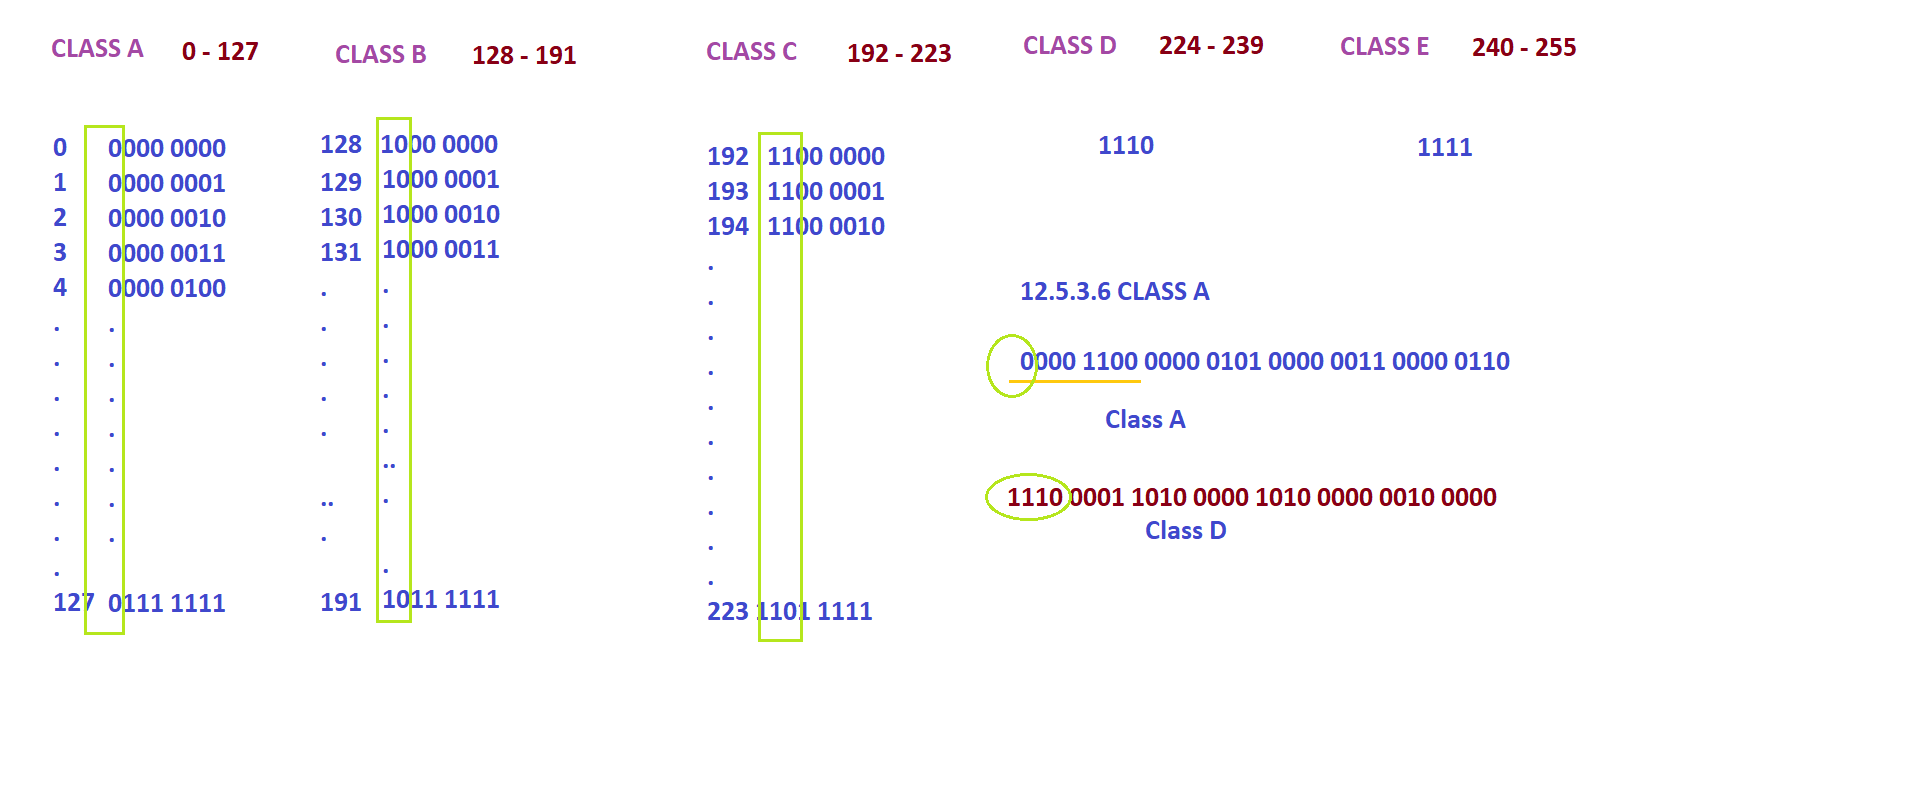 CLASS A 0 - 127
0 0000 0000
1 0000 0001
2 0000 0010
3 0000 0011
4 0000 0100
. .
. .
. .
. .
. .
. .
. .
.
127 0111 1111
CLASS B 128 - 191
128 1000 0000
129 1000 0001
130 1000 0010
131 1000 0011
. .
. .
. .
. .
. .
..
.. .
.
.
191 1011 1111
CLASS C 192 - 223
192 1100 0000
193 1100 0001
194 1100 0010
.
.
.
.
.
.
.
.
.
.
223 1101 1111
CLASS D 224 - 239
1110
CLASS E 240 - 255
1111
12.5.3.6 CLASS A
0000 1100 0000 0101 0000 0011 0000 0110
Class A
1110 0001 1010 0000 1010 0000 0010 0000
Class D